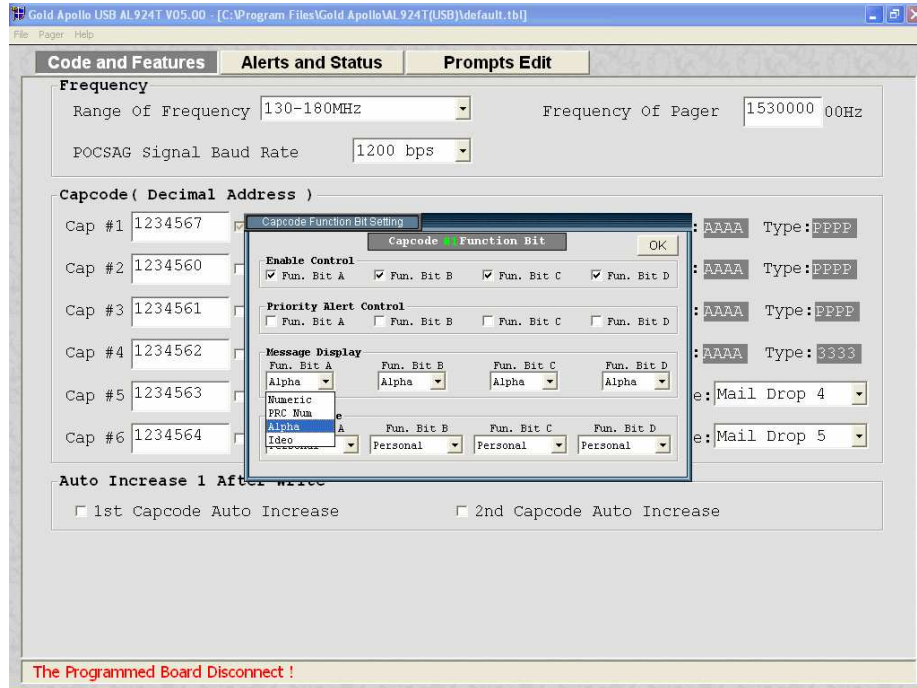 Gold Apollo USB AL924T V05.00 - [C:\Program Files\Gold Apollo\AL924T(USB)\default.tbl]
File Pager Help
Code and Features Alerts and Status Prompts Edit
Frequency
Range Of Frequency 130-180MHz Frequency Of Pager 1530000 00Hz
POCSAG Signal Baud Rate 1200 bps
Capcode( Decimal Address )
Cap #1 1234567 : AAAA Type: PPPP
Capcode Function Bit Setting
Capcode #1 Function Bit OK
Enable Control
Fun. Bit A Fun. Bit B Fun. Bit C Fun. Bit D
Cap #2 1234560 : AAAA Type: PPPP
Priority Alert Control
Fun. Bit A Fun. Bit B Fun. Bit C Fun. Bit D
Cap #3 1234561 : AAAA Type: PPPP
Message Display
Cap #4 1234562 : AAAA Type: 3333
Fun. Bit A Fun. Bit B Fun. Bit C Fun. Bit D
Alpha Alpha Alpha Alpha
Numeric
PRC Num
Alpha
Ideo
Cap #5 1234563 e: Mail Drop 4
e
A Fun. Bit B Fun. Bit C Fun. Bit D
Personal Personal Personal
Cap #6 1234564 e: Mail Drop 5
Auto Increase 1 After Write
1st Capcode Auto Increase 2nd Capcode Auto Increase
The Programmed Board Disconnect !